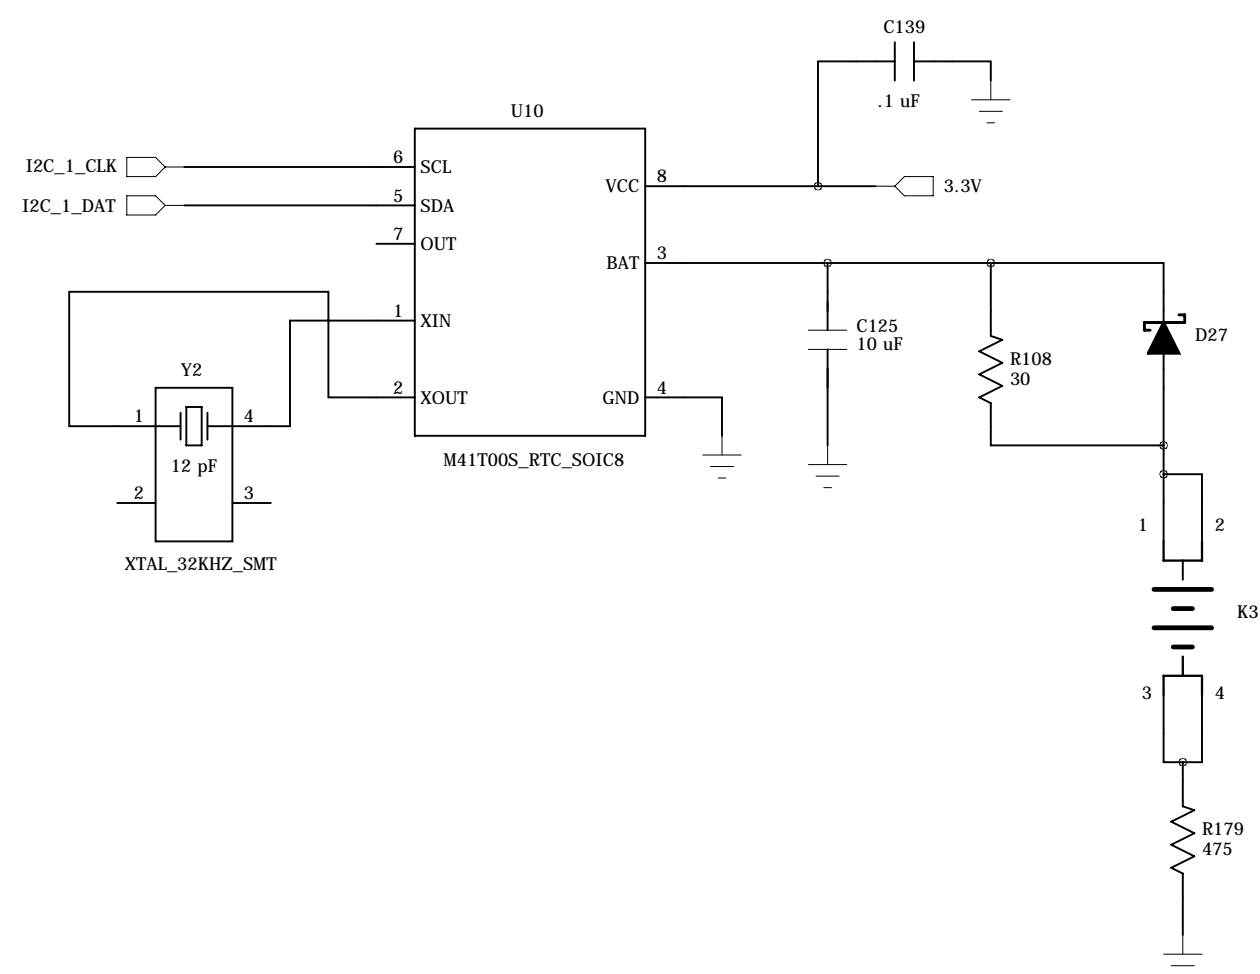 C139
.1 uF
U10
I2C_1_CLK
6
SCL
VCC
8
3.3V
I2C_1_DAT
5
SDA
7
OUT
BAT
3
1
XIN
C125
10 uF
D27
R108
30
Y2
2
XOUT
GND
4
1
4
12 pF
M41T00S_RTC_SOIC8
2
3
XTAL_32KHZ_SMT
1
2
K3
3
4
R179
475